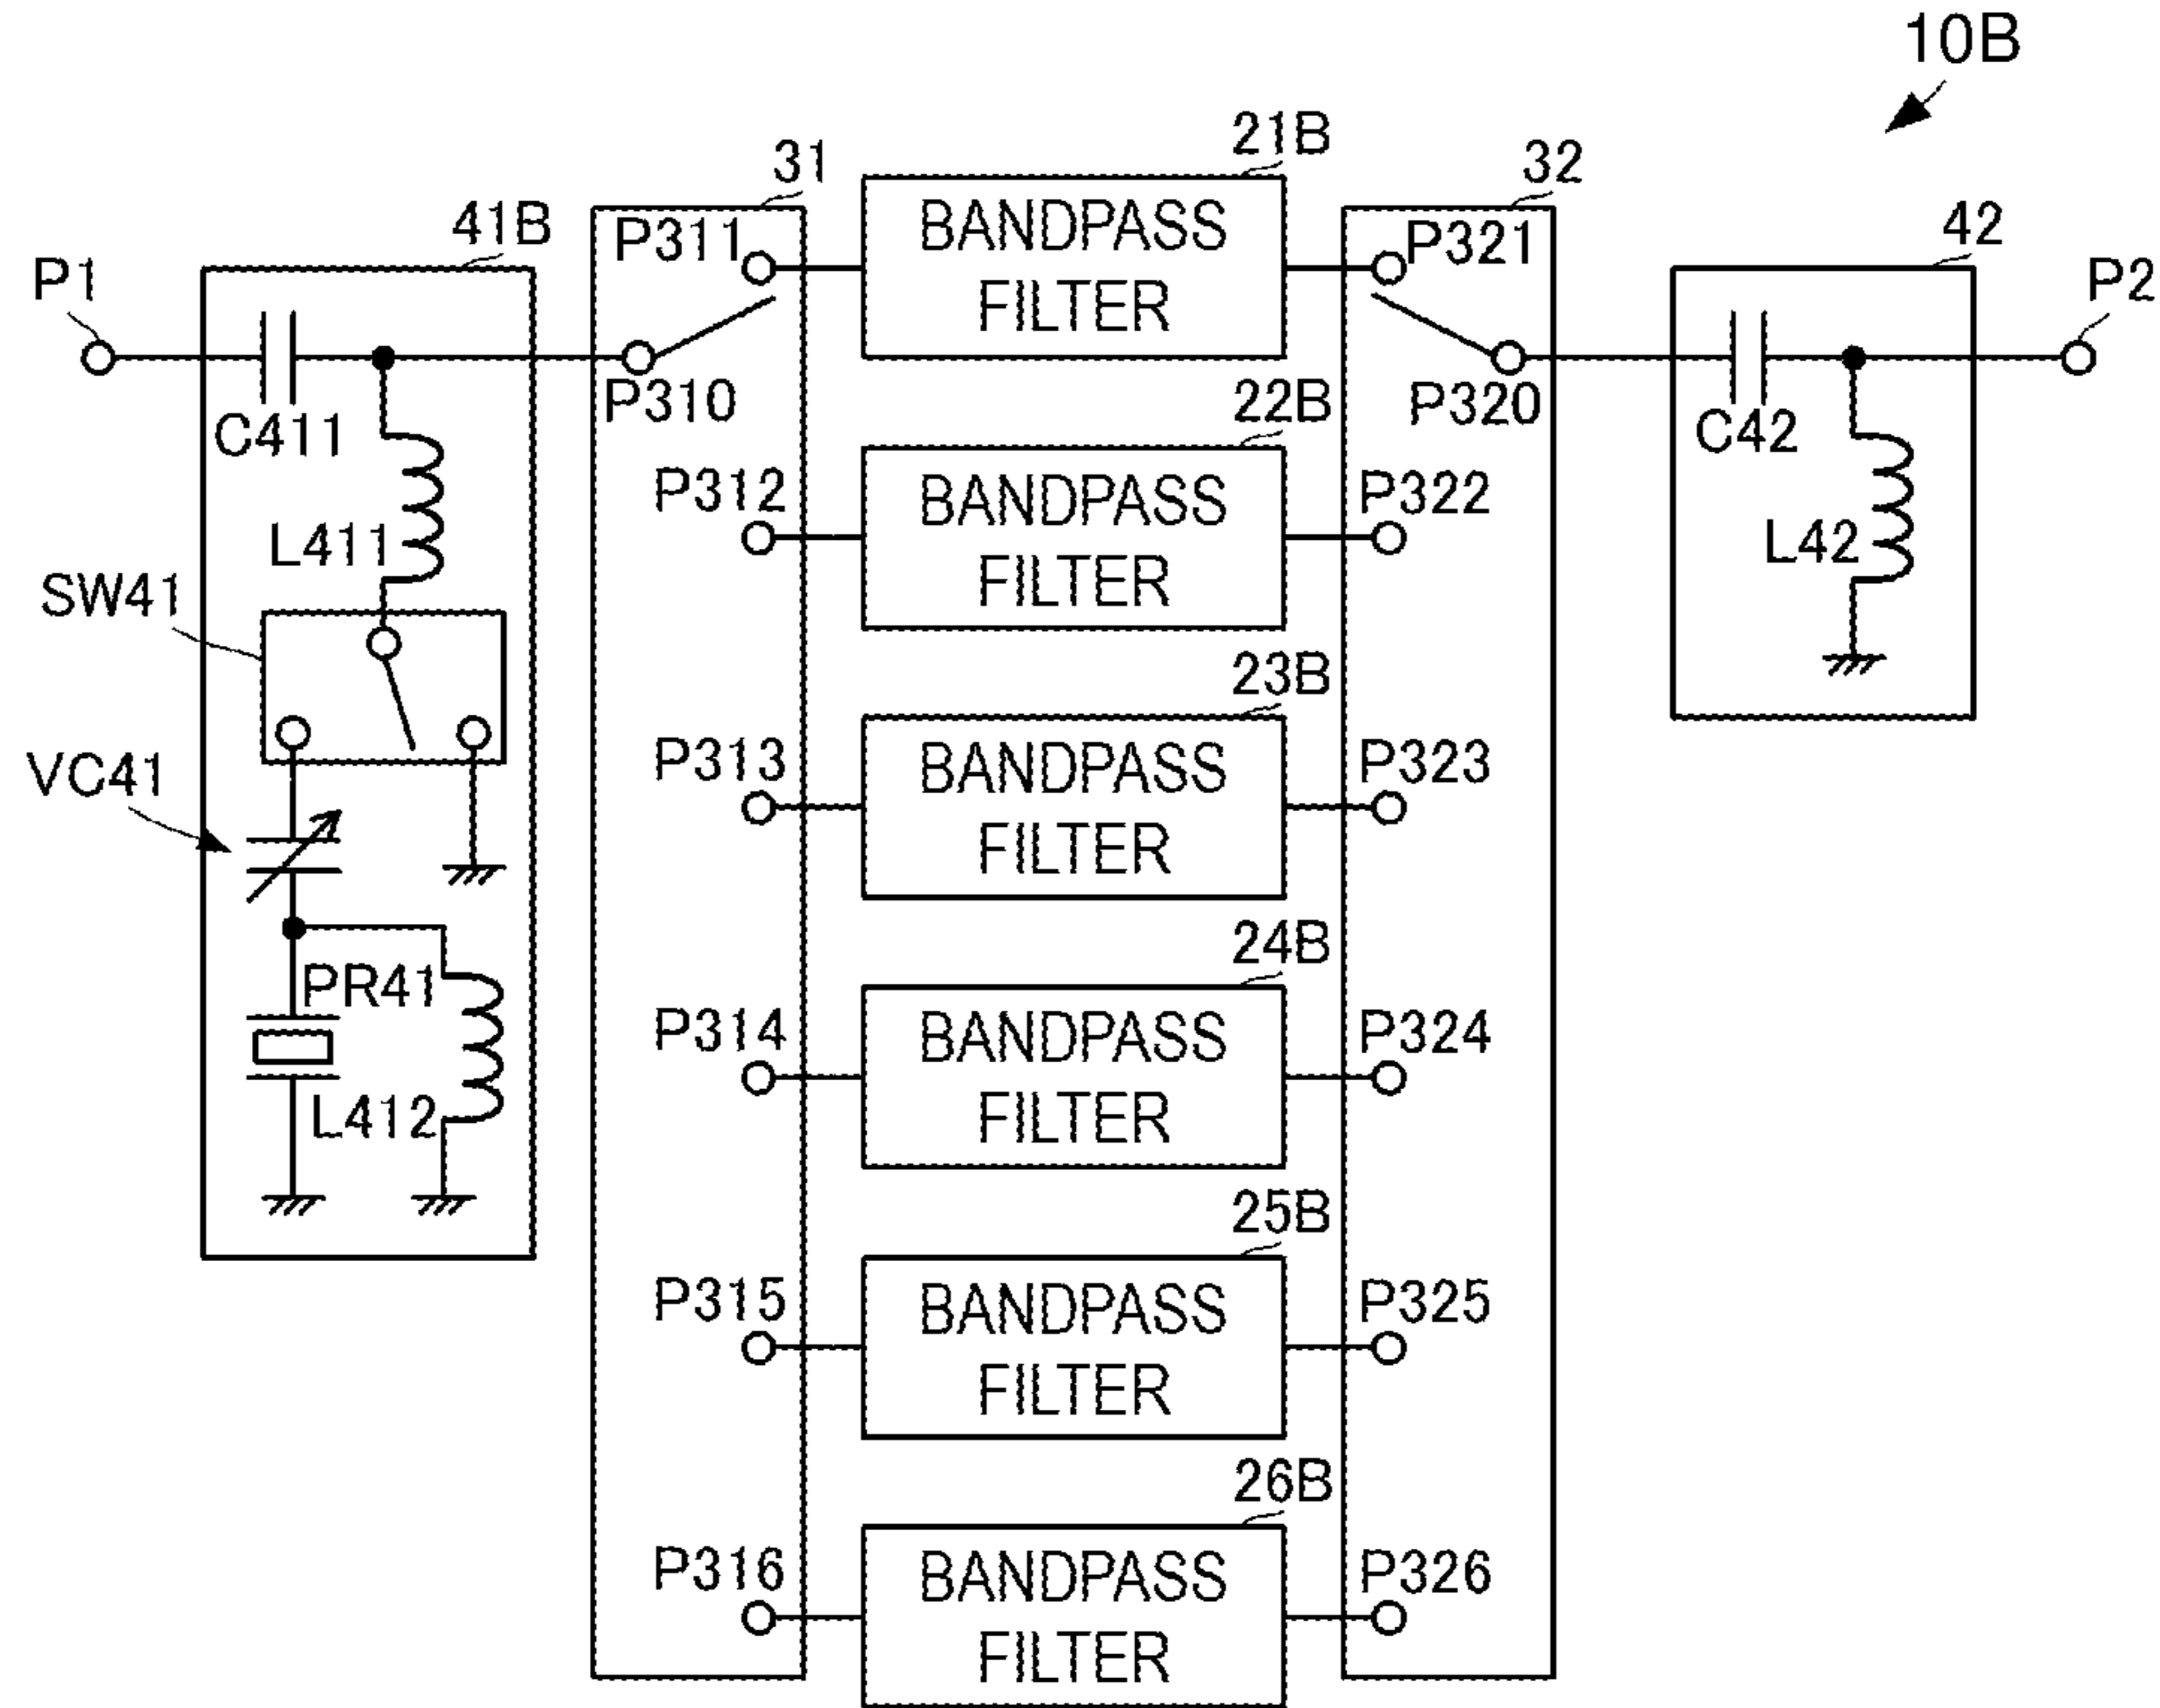 10B
21B
31
32
BANDPASS
FILTER
41B
P311
P321
42
P1
P2
P310
P320
C411
C42
22B
P312
BANDPASS
FILTER
P322
L411
L42
SW41
23B
P313
BANDPASS
FILTER
P323
VC41
24B
PR41
P314
BANDPASS
FILTER
P324
L412
25B
P315
BANDPASS
FILTER
P325
26B
P316
BANDPASS
FILTER
P326